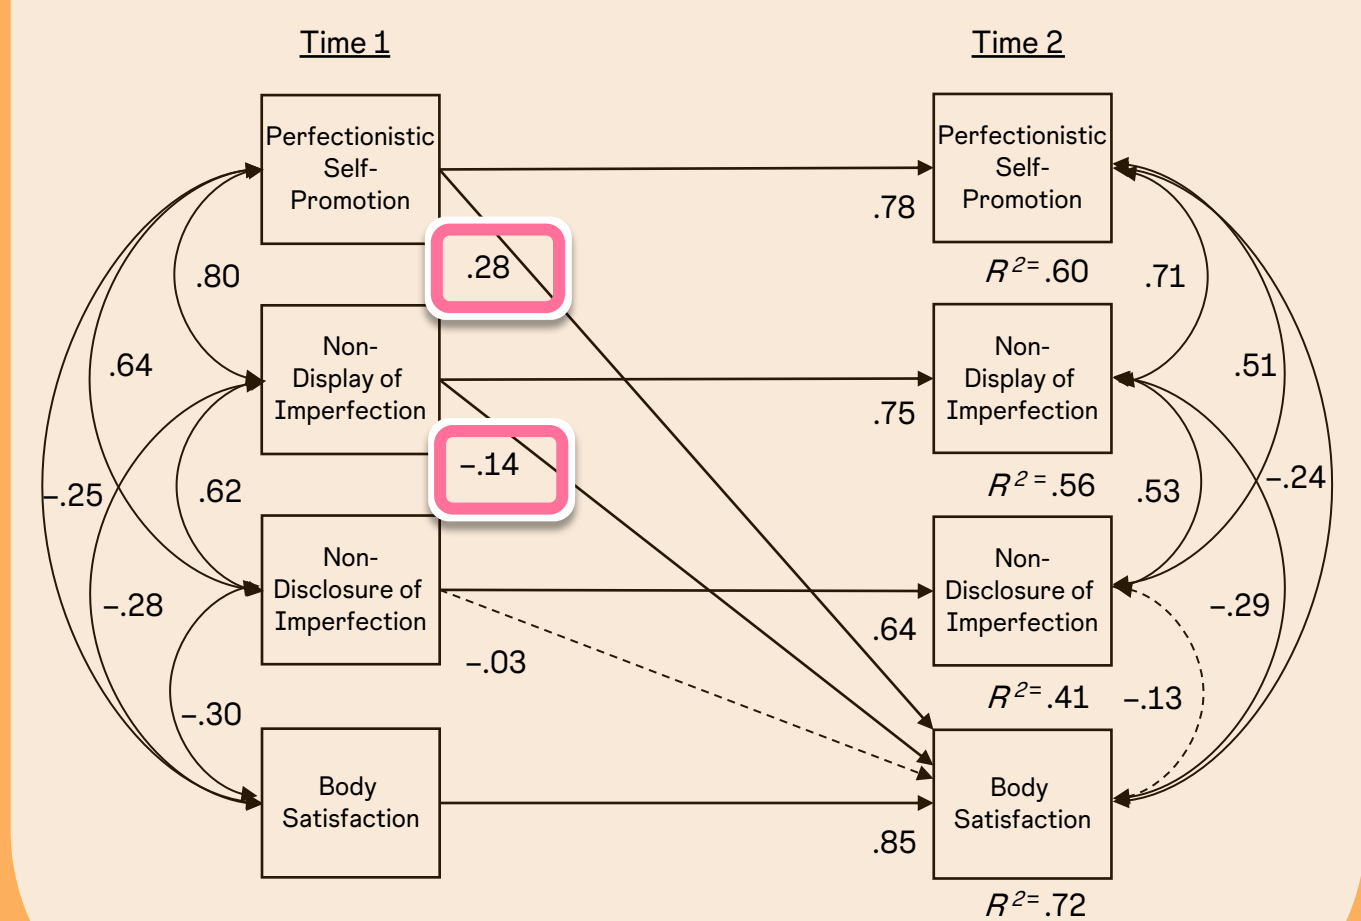 Time 1
Time 2
Perfectionistic
Self-
Promotion
Perfectionistic
Self-
Promotion
.78
.28
.80
R²= .60
.71
Non-
Display of
Imperfection
Non-
Display of
Imperfection
.64
.51
.75
–.14
–.25
.62
R²= .56
.53
–.24
Non-
Disclosure of
Imperfection
Non-
Disclosure of
Imperfection
–.28
–.29
.64
–.03
R²= .41
–.13
–.30
Body
Satisfaction
Body
Satisfaction
.85
R²= .72